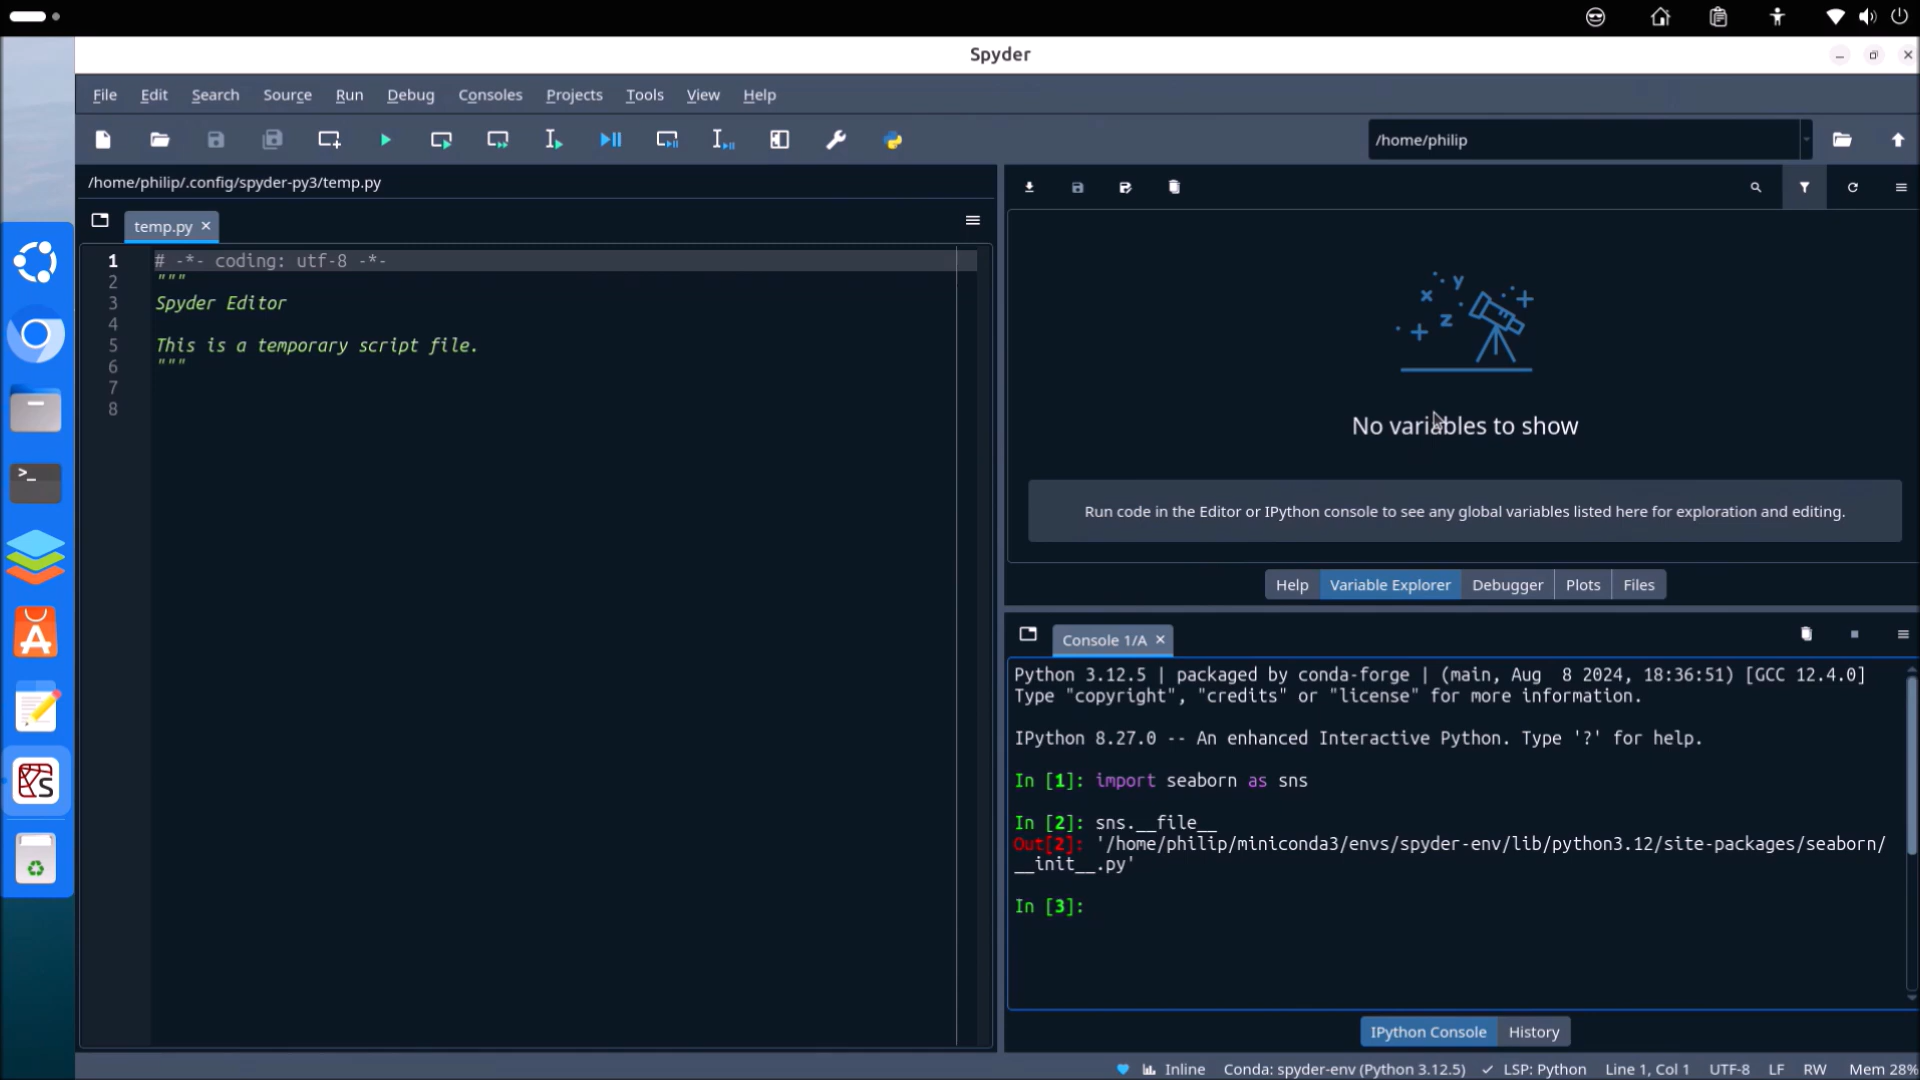 Spyder
File Edit Search Source Run Debug Consoles Projects Tools View Help
/home/philip
/home/philip/.config/spyder-py3/temp.py
temp.py
1 # -*- coding: utf-8 -*-
2 """
3 Spyder Editor
4
5 This is a temporary script file.
6 """
7
8
x y z
No variables to show
Run code in the Editor or IPython console to see any global variables listed here for exploration and editing.
Help Variable Explorer Debugger Plots Files
Console 1/A
Python 3.12.5 | packaged by conda-forge | (main, Aug  8 2024, 18:36:51) [GCC 12.4.0]
Type "copyright", "credits" or "license" for more information.
IPython 8.27.0 -- An enhanced Interactive Python. Type '?' for help.
In [1]: import seaborn as sns
In [2]: sns.__file__
Out[2]: '/home/philip/miniconda3/envs/spyder-env/lib/python3.12/site-packages/seaborn/
__init__.py'
In [3]:
IPython Console History
Inline Conda: spyder-env (Python 3.12.5) ✓ LSP: Python Line 1, Col 1 UTF-8 LF RW Mem 28%